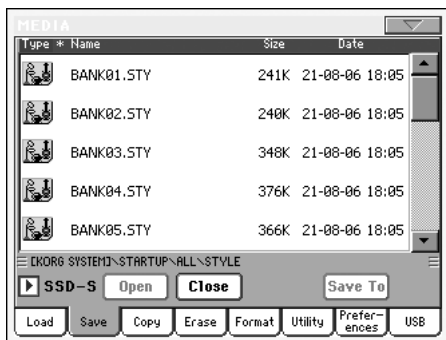 MEDIA
Type * Name Size Date
BANK01.STY 241K 21-08-06 18:05
BANK02.STY 240K 21-08-06 18:05
BANK03.STY 348K 21-08-06 18:05
BANK04.STY 376K 21-08-06 18:05
BANK05.STY 366K 21-08-06 18:05
[KORG SYSTEM]\STARTUP\ALL\STYLE
SSD-S Open Close Save To
Load Save Copy Erase Format Utility Prefer-
ences USB